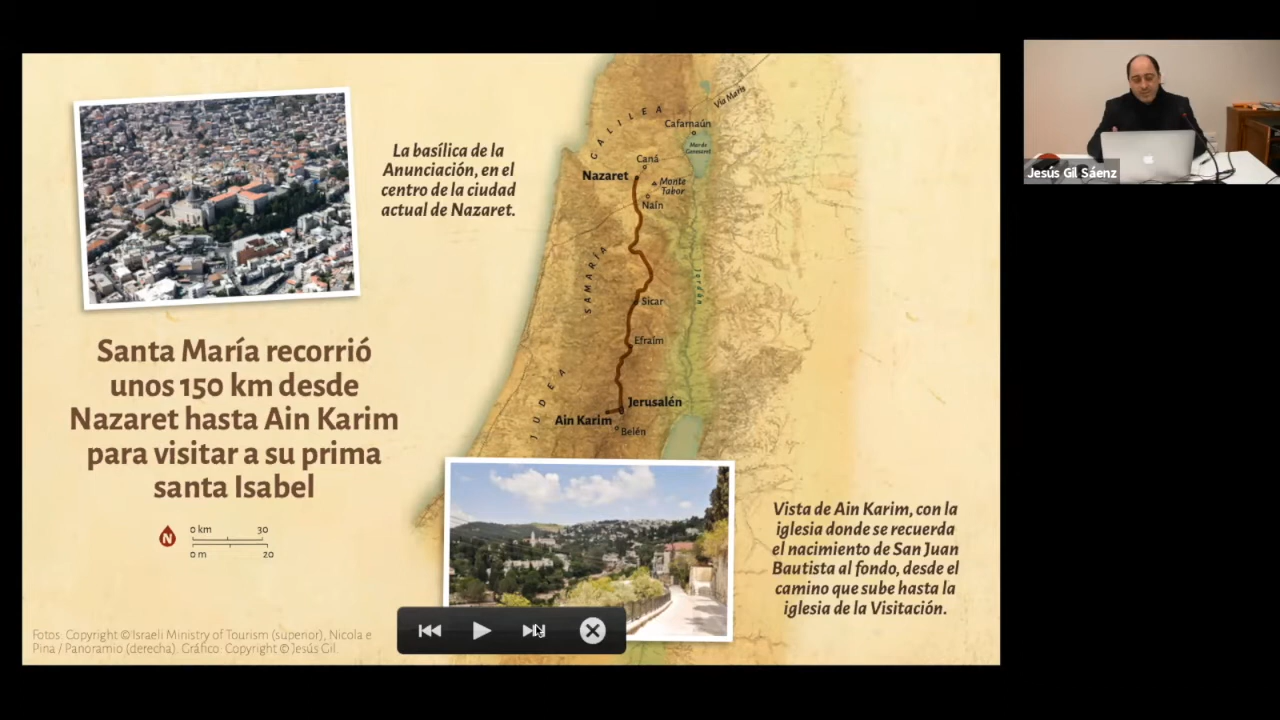 La basílica de la
Anunciación, en el
centro de la ciudad
actual de Nazaret.
Santa María recorrió
unos 150 km desde
Nazaret hasta Ain Karim
para visitar a su prima
santa Isabel
N
0 km 30
0 m 20
GALILEA
Vía Maris
Cafarnaún
Mar de
Genesaret
Caná
Nazaret
Monte
Tabor
Naín
SAMARÍA
Jordán
Sicar
Efraím
JUDEA
Jerusalén
Ain Karim
Belén
Vista de Ain Karim, con la
iglesia donde se recuerda
el nacimiento de San Juan
Bautista al fondo, desde el
camino que sube hasta la
iglesia de la Visitación.
Fotos: Copyright © Israeli Ministry of Tourism (superior), Nicola e
Pina / Panoramio (derecha). Gráfico: Copyright © Jesús Gil.
Jesús Gil Sáenz